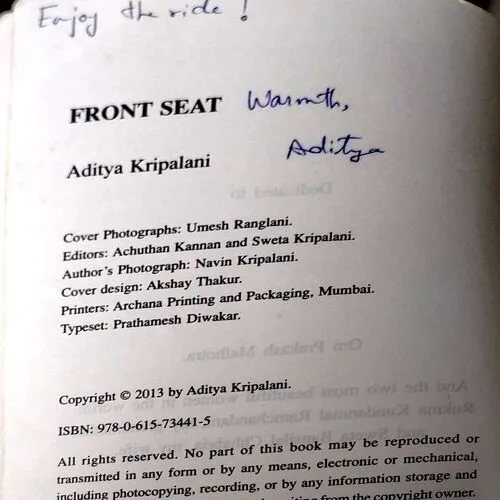 Enjoy the ride !
FRONT SEAT Warmth,
Aditya Kripalani Aditya
Cover Photographs: Umesh Ranglani.
Editors: Achuthan Kannan and Sweta Kripalani.
Author's Photograph: Navin Kripalani.
Cover design: Akshay Thakur.
Printers: Archana Printing and Packaging, Mumbai.
Typeset: Prathamesh Diwakar.
Copyright © 2013 by Aditya Kripalani.
ISBN: 978-0-615-73441-5
All rights reserved. No part of this book may be reproduced or
transmitted in any form or by any means, electronic or mechanical,
including photocopying, recording, or by any information storage and
from the copyright owner.